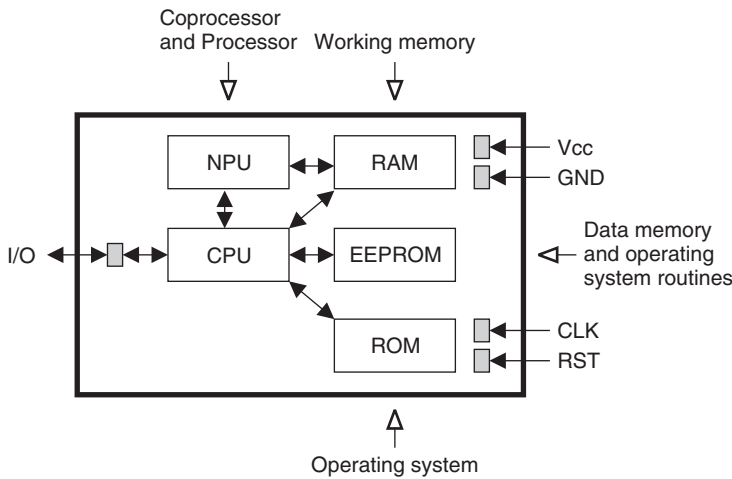 Coprocessor
and Processor
Working memory
NPU
RAM
Vcc
GND
I/O
CPU
EEPROM
Data memory
and operating
system routines
ROM
CLK
RST
Operating system